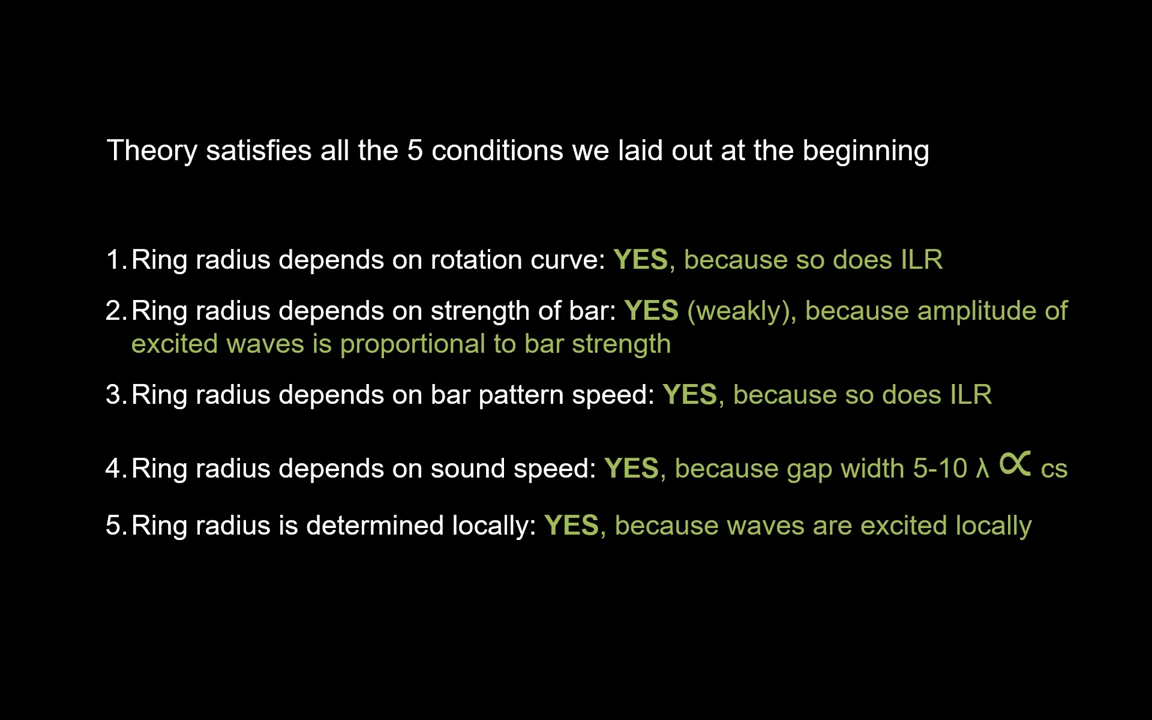 Theory satisfies all the 5 conditions we laid out at the beginning
1. Ring radius depends on rotation curve: YES, because so does ILR
2. Ring radius depends on strength of bar: YES (weakly), because amplitude of
excited waves is proportional to bar strength
3. Ring radius depends on bar pattern speed: YES, because so does ILR
4. Ring radius depends on sound speed: YES, because gap width 5-10 λ ∝ cs
5. Ring radius is determined locally: YES, because waves are excited locally